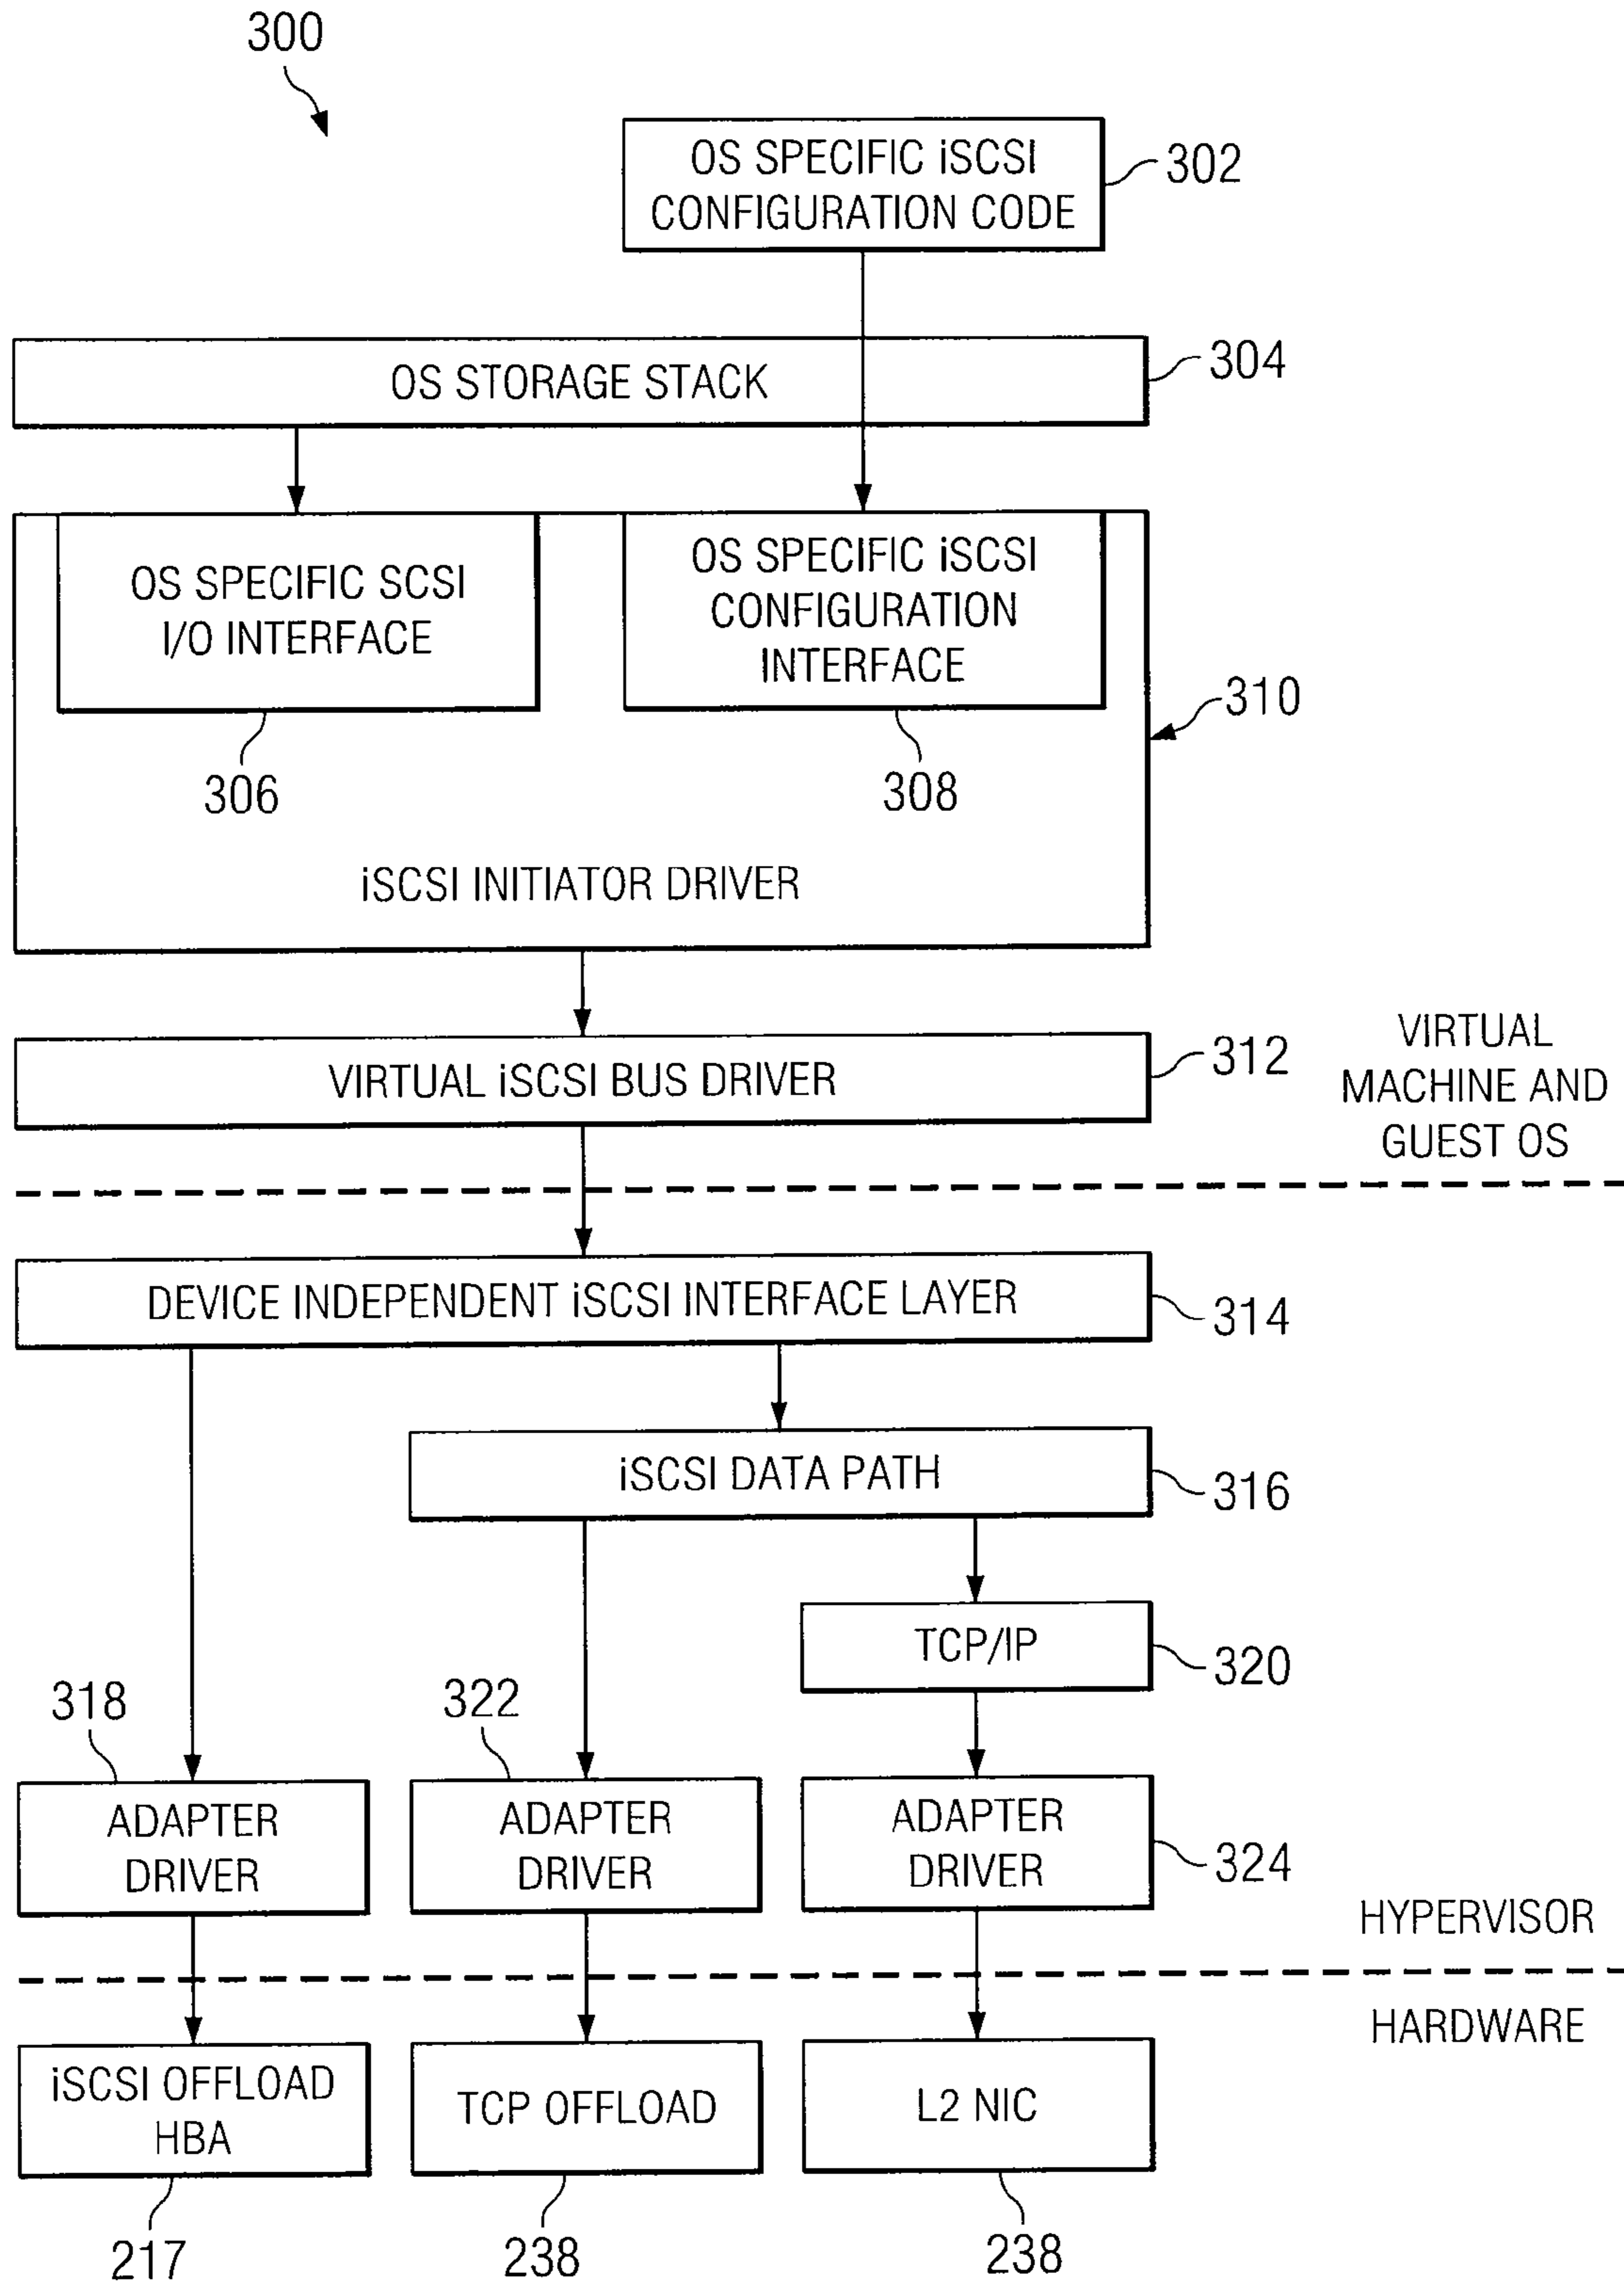 300
OS SPECIFIC iSCSI
CONFIGURATION CODE
302
OS STORAGE STACK
304
OS SPECIFIC SCSI
I/O INTERFACE
306
OS SPECIFIC iSCSI
CONFIGURATION
INTERFACE
308
310
iSCSI INITIATOR DRIVER
VIRTUAL iSCSI BUS DRIVER
312
VIRTUAL
MACHINE AND
GUEST OS
DEVICE INDEPENDENT iSCSI INTERFACE LAYER
314
iSCSI DATA PATH
316
TCP/IP
320
318
322
ADAPTER
DRIVER
ADAPTER
DRIVER
ADAPTER
DRIVER
324
HYPERVISOR
HARDWARE
iSCSI OFFLOAD
HBA
TCP OFFLOAD
L2 NIC
217
238
238